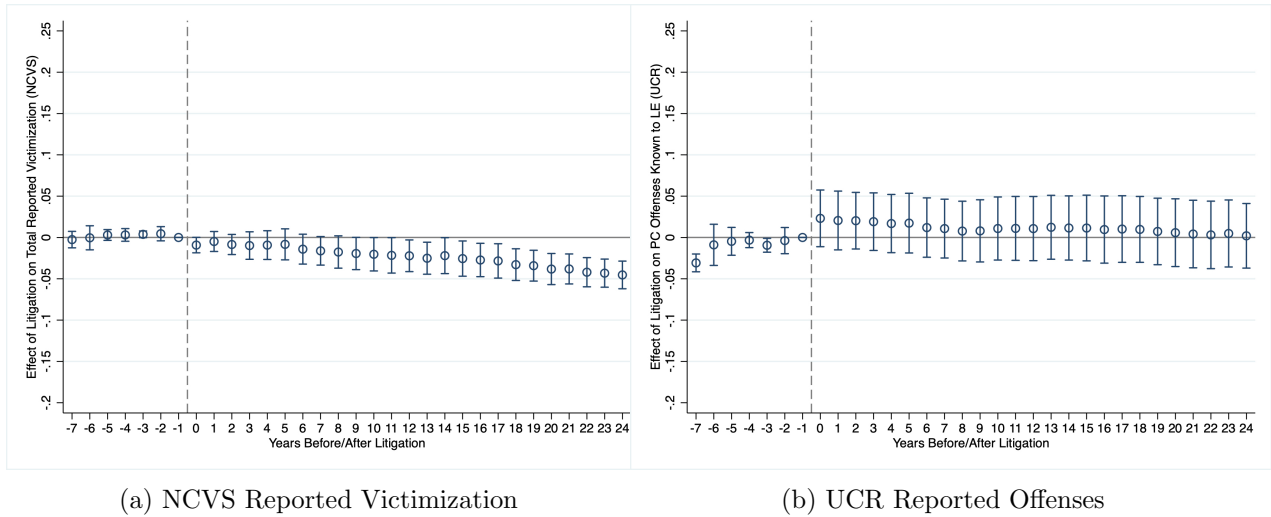 Effect of Litigation on Total Reported Victimization (NCVS)
.25
.2
.15
.1
.05
0
-.05
-.1
-.15
-.2
-7 -6 -5 -4 -3 -2 -1 0 1 2 3 4 5 6 7 8 9 10 11 12 13 14 15 16 17 18 19 20 21 22 23 24
Years Before/After Litigation
(a) NCVS Reported Victimization
Effect of Litigation on PC Offenses Known to LE (UCR)
.25
.2
.15
.1
.05
0
-.05
-.1
-.15
-.2
-7 -6 -5 -4 -3 -2 -1 0 1 2 3 4 5 6 7 8 9 10 11 12 13 14 15 16 17 18 19 20 21 22 23 24
Years Before/After Litigation
(b) UCR Reported Offenses